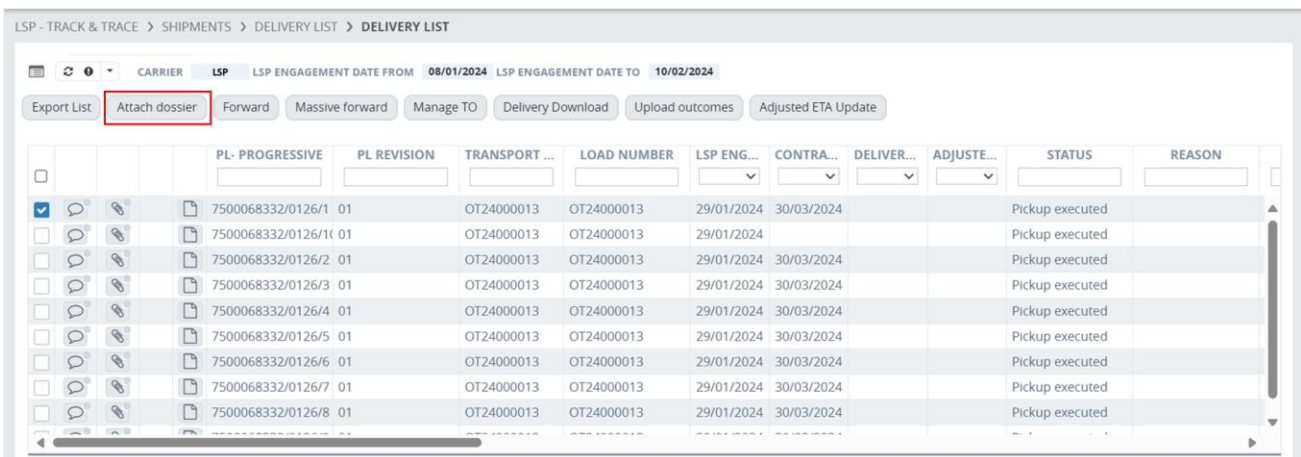 LSP - TRACK & TRACE > SHIPMENTS > DELIVERY LIST > DELIVERY LIST
CARRIER LSP LSP ENGAGEMENT DATE FROM 08/01/2024 LSP ENGAGEMENT DATE TO 10/02/2024
Export List Attach dossier Forward Massive forward Manage TO Delivery Download Upload outcomes Adjusted ETA Update
PL- PROGRESSIVE PL REVISION TRANSPORT ... LOAD NUMBER LSP ENG... CONTRA... DELIVER... ADJUSTE... STATUS REASON
7500068332/0126/1 01 OT24000013 OT24000013 29/01/2024 30/03/2024 Pickup executed
7500068332/0126/1( 01 OT24000013 OT24000013 29/01/2024 Pickup executed
7500068332/0126/2 01 OT24000013 OT24000013 29/01/2024 30/03/2024 Pickup executed
7500068332/0126/3 01 OT24000013 OT24000013 29/01/2024 30/03/2024 Pickup executed
7500068332/0126/4 01 OT24000013 OT24000013 29/01/2024 30/03/2024 Pickup executed
7500068332/0126/5 01 OT24000013 OT24000013 29/01/2024 30/03/2024 Pickup executed
7500068332/0126/6 01 OT24000013 OT24000013 29/01/2024 30/03/2024 Pickup executed
7500068332/0126/7 01 OT24000013 OT24000013 29/01/2024 30/03/2024 Pickup executed
7500068332/0126/8 01 OT24000013 OT24000013 29/01/2024 30/03/2024 Pickup executed